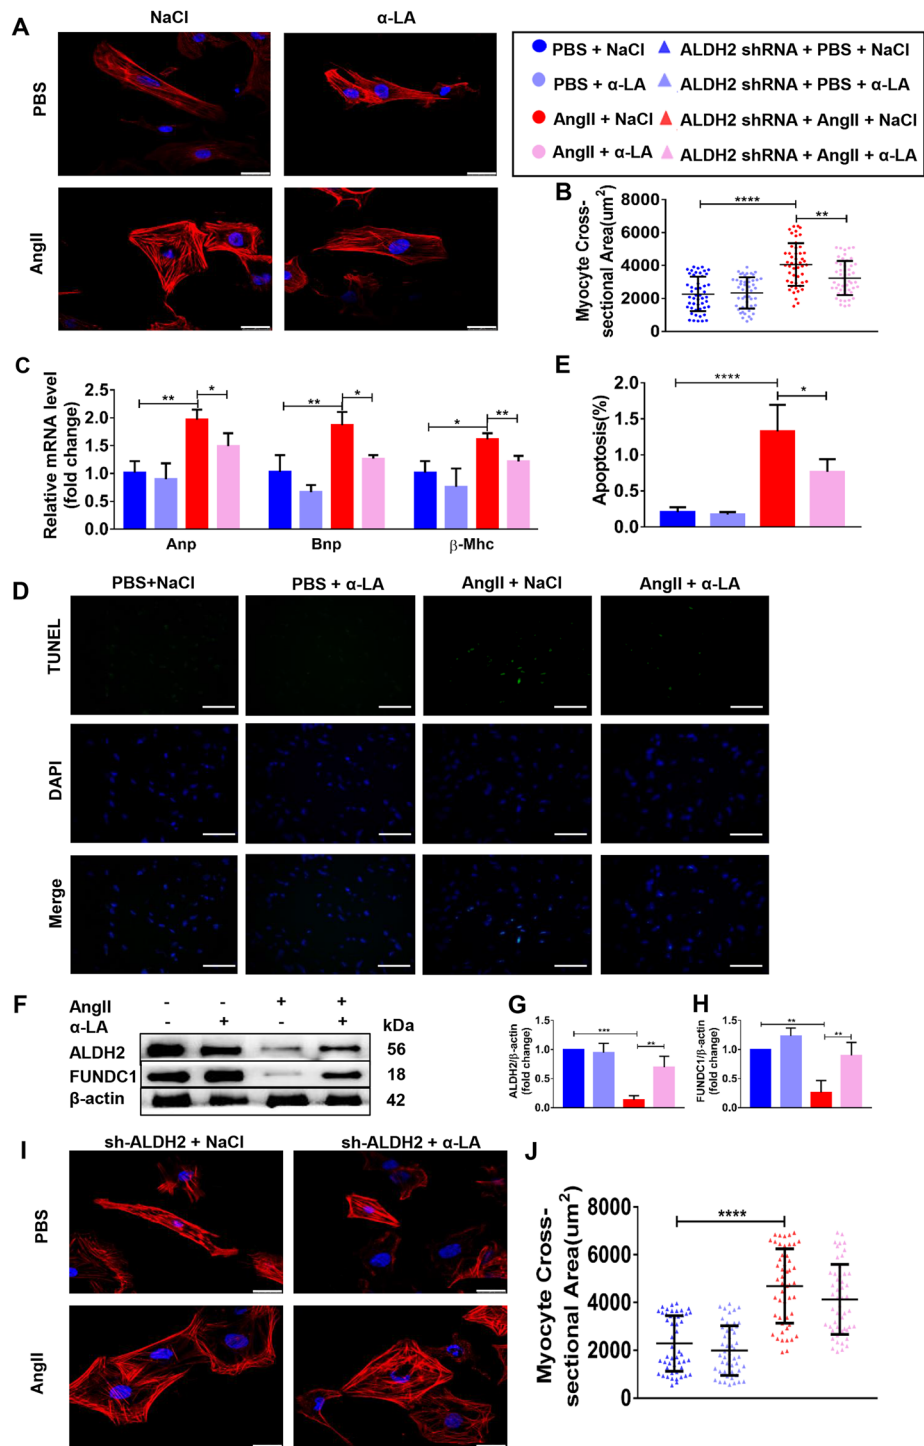 A
NaCl
α-LA
PBS
AngII
PBS + NaCl
ALDH2 shRNA + PBS + NaCl
PBS + α-LA
ALDH2 shRNA + PBS + α-LA
AngII + NaCl
ALDH2 shRNA + AngII + NaCl
AngII + α-LA
ALDH2 shRNA + AngII + α-LA
B
Myocyte Cross-
sectional Area(um²)
8000
6000
4000
2000
0
****
**
C
Relative mRNA level
(fold change)
2.5
2.0
1.5
1.0
0.5
0.0
**
*
**
*
*
**
Anp
Bnp
β-Mhc
E
Apoptosis(%)
2.0
1.5
1.0
0.5
0.0
****
*
D
PBS+NaCl
PBS + α-LA
AngII + NaCl
AngII + α-LA
TUNEL
DAPI
Merge
F
AngII
- - + +
α-LA
- + - +
kDa
ALDH2
56
FUNDC1
18
β-actin
42
G
ALDH2/β-actin
(fold change)
1.5
1.0
0.5
0.0
***
**
H
FUNDC1/β-actin
(fold change)
1.5
1.0
0.5
0.0
**
**
I
sh-ALDH2 + NaCl
sh-ALDH2 + α-LA
PBS
AngII
J
Myocyte Cross-
sectional Area(um²)
8000
6000
4000
2000
0
****